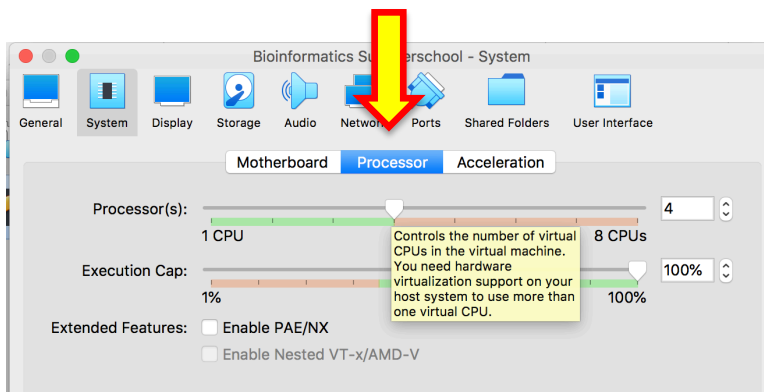 Bioinformatics Su erschool - System
General
System
Display
Storage
Audio
Network
Ports
Shared Folders
User Interface
Motherboard
Processor
Acceleration
Processor(s):
4
1 CPU
8 CPUs
Controls the number of virtual
CPUs in the virtual machine.
You need hardware
virtualization support on your
host system to use more than
one virtual CPU.
Execution Cap:
100%
1%
100%
Extended Features:
Enable PAE/NX
Enable Nested VT-x/AMD-V